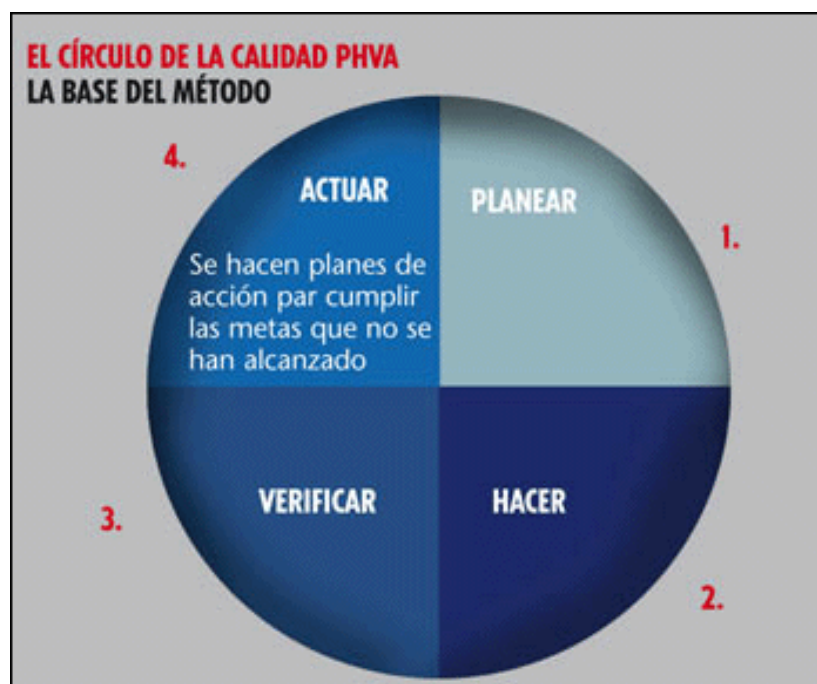 EL CÍRCULO DE LA CALIDAD PHVA
LA BASE DEL MÉTODO
4.
ACTUAR
Se hacen planes de
acción par cumplir
las metas que no se
han alcanzado
PLANEAR
1.
3.
VERIFICAR
HACER
2.